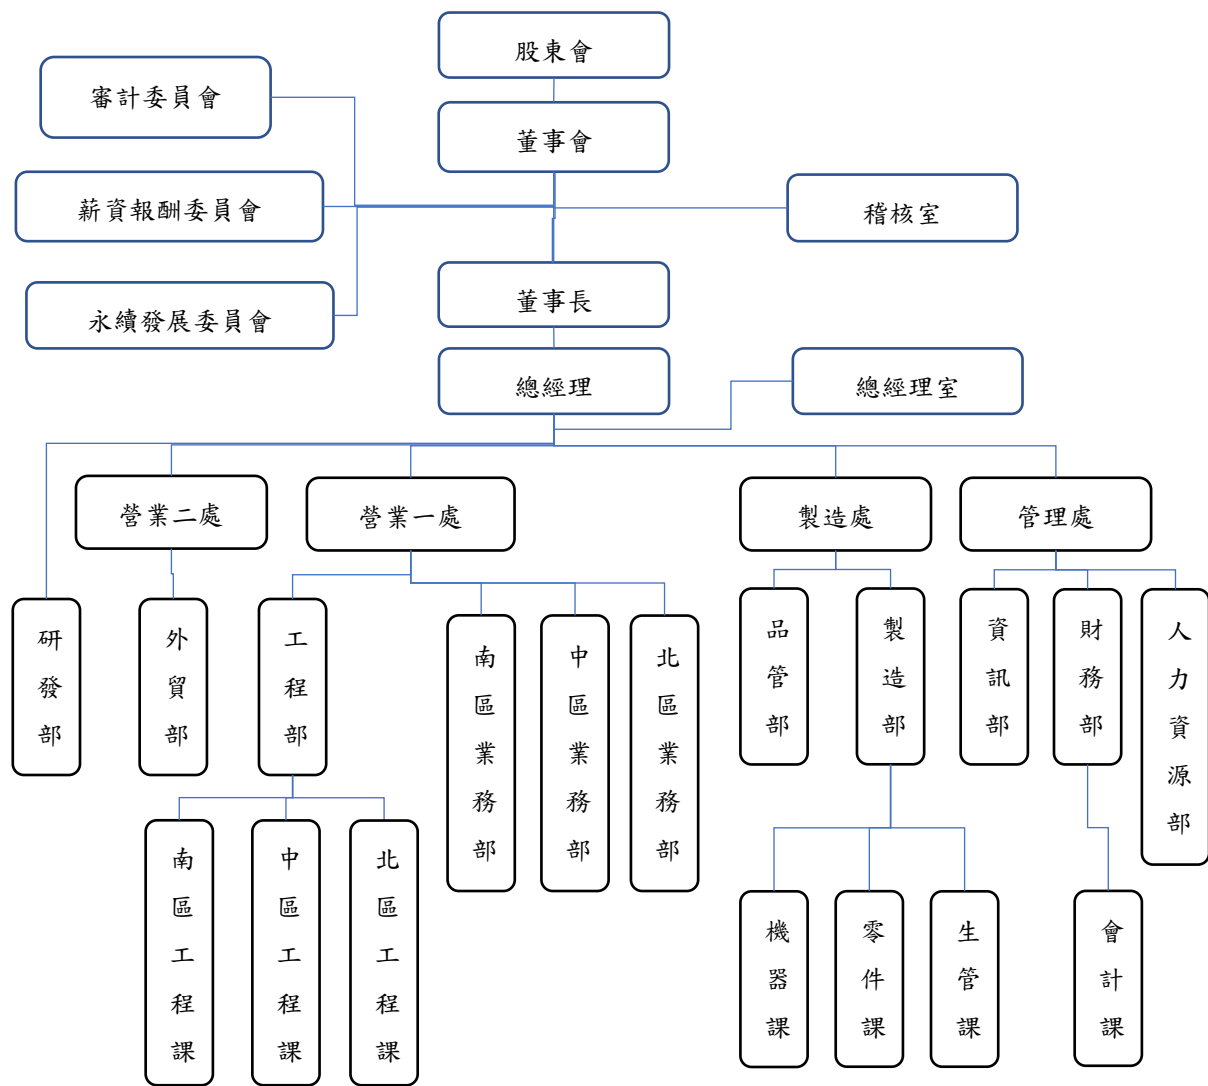 股東會
審計委員會
董事會
薪資報酬委員會
稽核室
董事長
永續發展委員會
總經理
總經理室
營業二處
營業一處
製造處
管理處
研發部
外貿部
工程部
南區業務部
中區業務部
北區業務部
品管部
製造部
資訊部
財務部
人力資源部
南區工程課
中區工程課
北區工程課
機器課
零件課
生管課
會計課